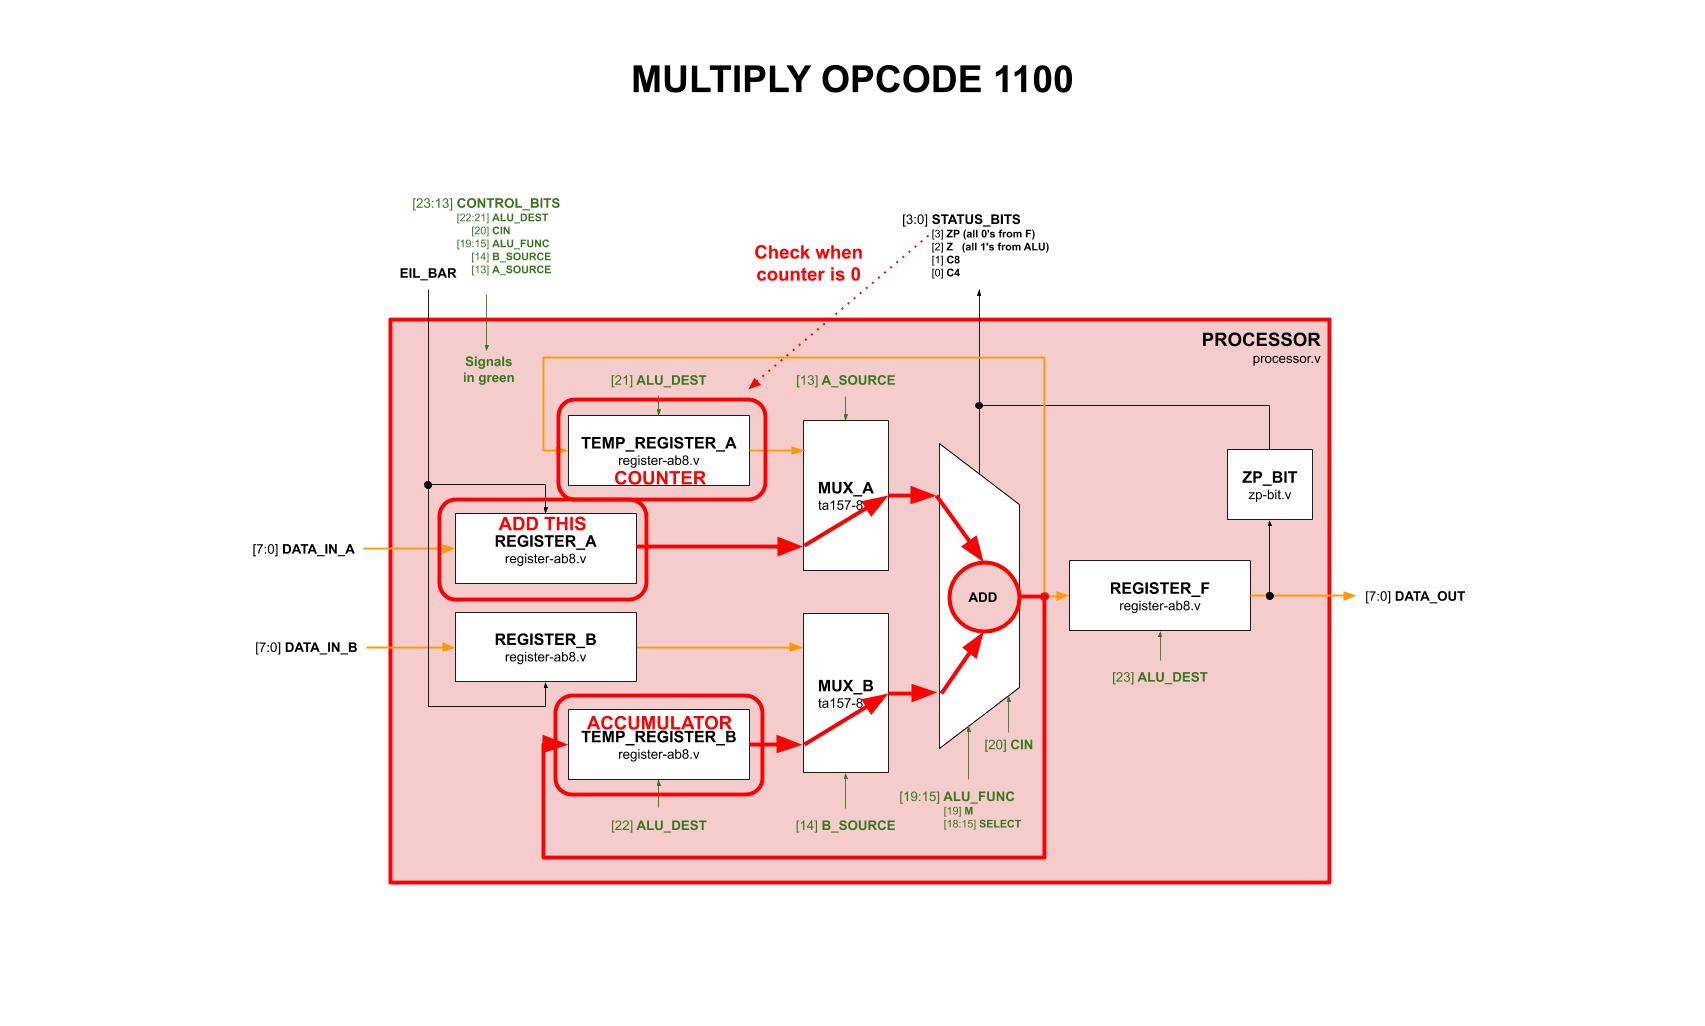 MULTIPLY OPCODE 1100
[23:13] CONTROL_BITS
[22:21] ALU_DEST
[20] CIN
[19:15] ALU_FUNC
[14] B_SOURCE
[13] A_SOURCE
EIL_BAR
Signals
in green
Check when
counter is 0
[3:0] STATUS_BITS
[3] ZP (all 0's from F)
[2] Z (all 1's from ALU)
[1] C8
[0] C4
PROCESSOR
processor.v
[21] ALU_DEST
[13] A_SOURCE
TEMP_REGISTER_A
register-ab8.v
COUNTER
MUX_A
ta157-8
ZP_BIT
zp-bit.v
[7:0] DATA_IN_A
ADD THIS
REGISTER_A
register-ab8.v
ADD
REGISTER_F
register-ab8.v
[7:0] DATA_OUT
[7:0] DATA_IN_B
REGISTER_B
register-ab8.v
MUX_B
ta157-8
[23] ALU_DEST
ACCUMULATOR
TEMP_REGISTER_B
register-ab8.v
[20] CIN
[22] ALU_DEST
[14] B_SOURCE
[19:15] ALU_FUNC
[19] M
[18:15] SELECT